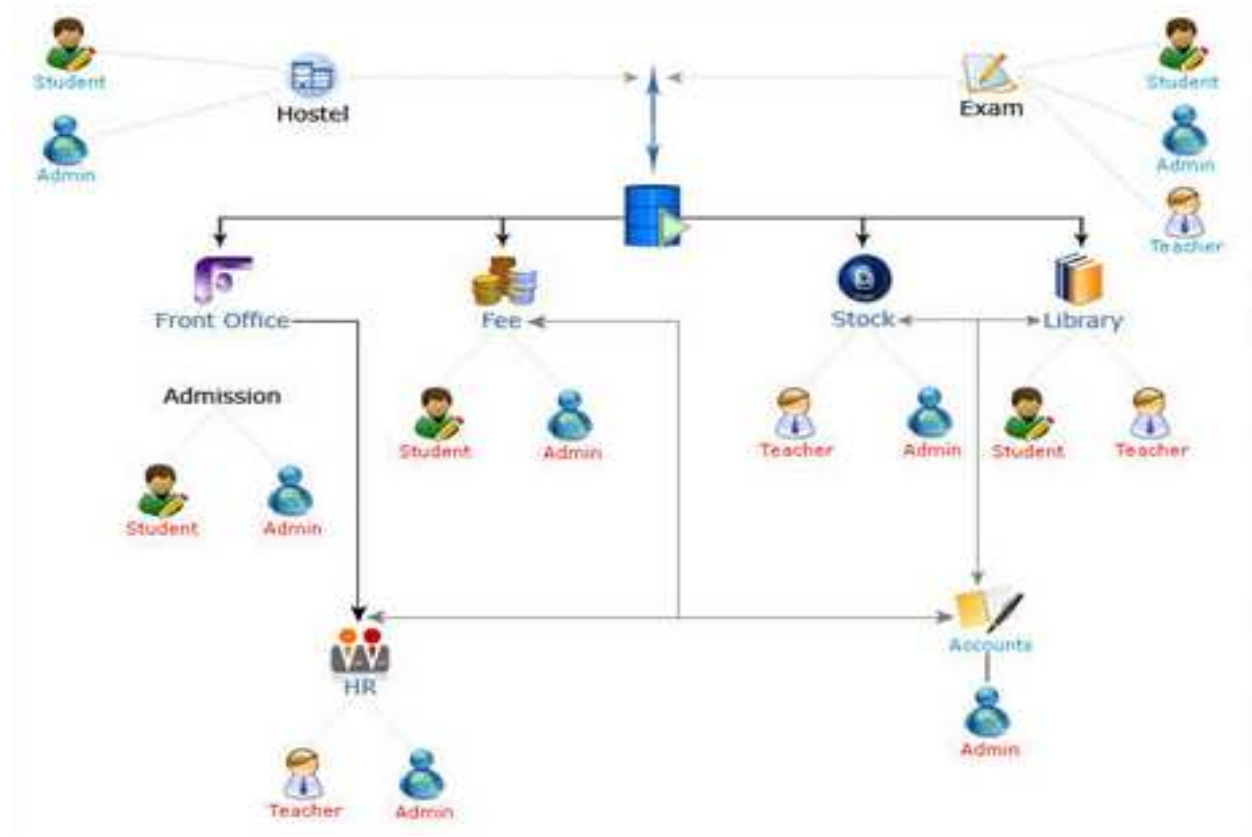 Student
Hostel
Admin
Student
Exam
Admin
Teacher
Front Office
Fee
Stock
Library
Admission
Student
Admin
Student
Admin
Teacher
Admin
Student
Teacher
HR
Teacher
Admin
Accounts
Admin